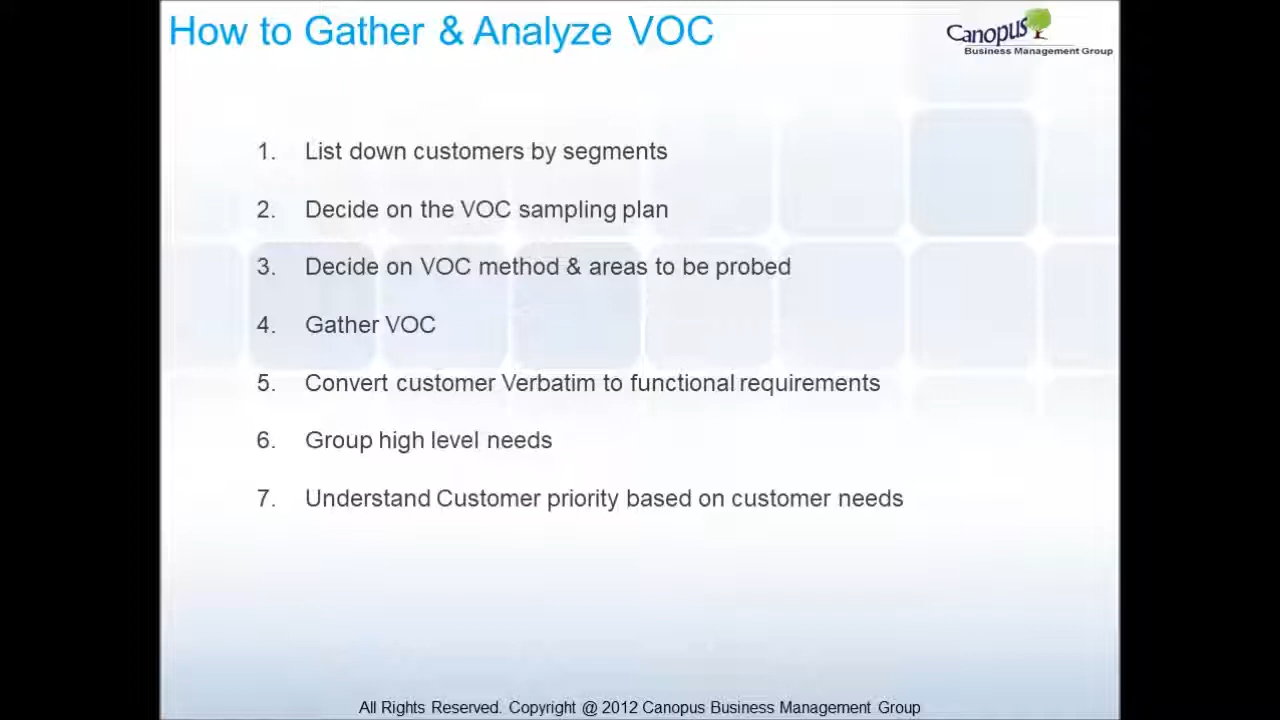 How to Gather & Analyze VOC
Canopus
Business Management Group
1. List down customers by segments
2. Decide on the VOC sampling plan
3. Decide on VOC method & areas to be probed
4. Gather VOC
5. Convert customer Verbatim to functional requirements
6. Group high level needs
7. Understand Customer priority based on customer needs
All Rights Reserved. Copyright @ 2012 Canopus Business Management Group